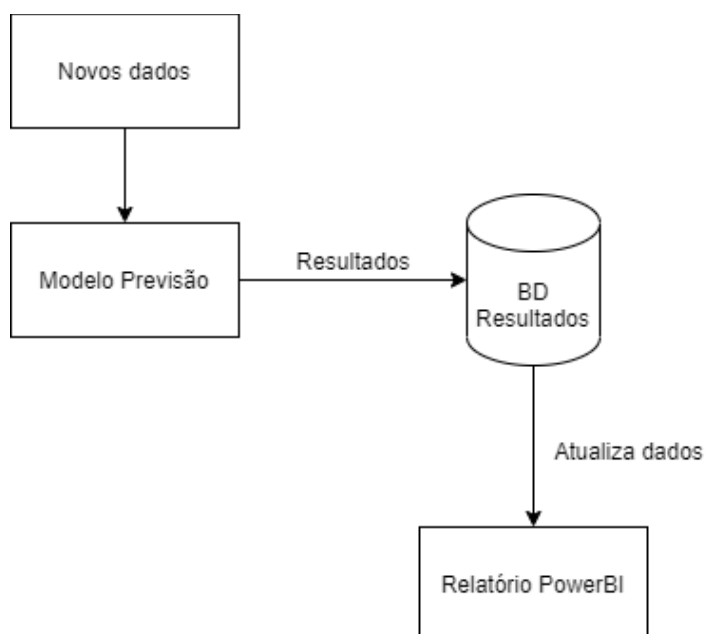 Novos dados
Modelo Previsão
Resultados
BD
Resultados
Atualiza dados
Relatório PowerBI